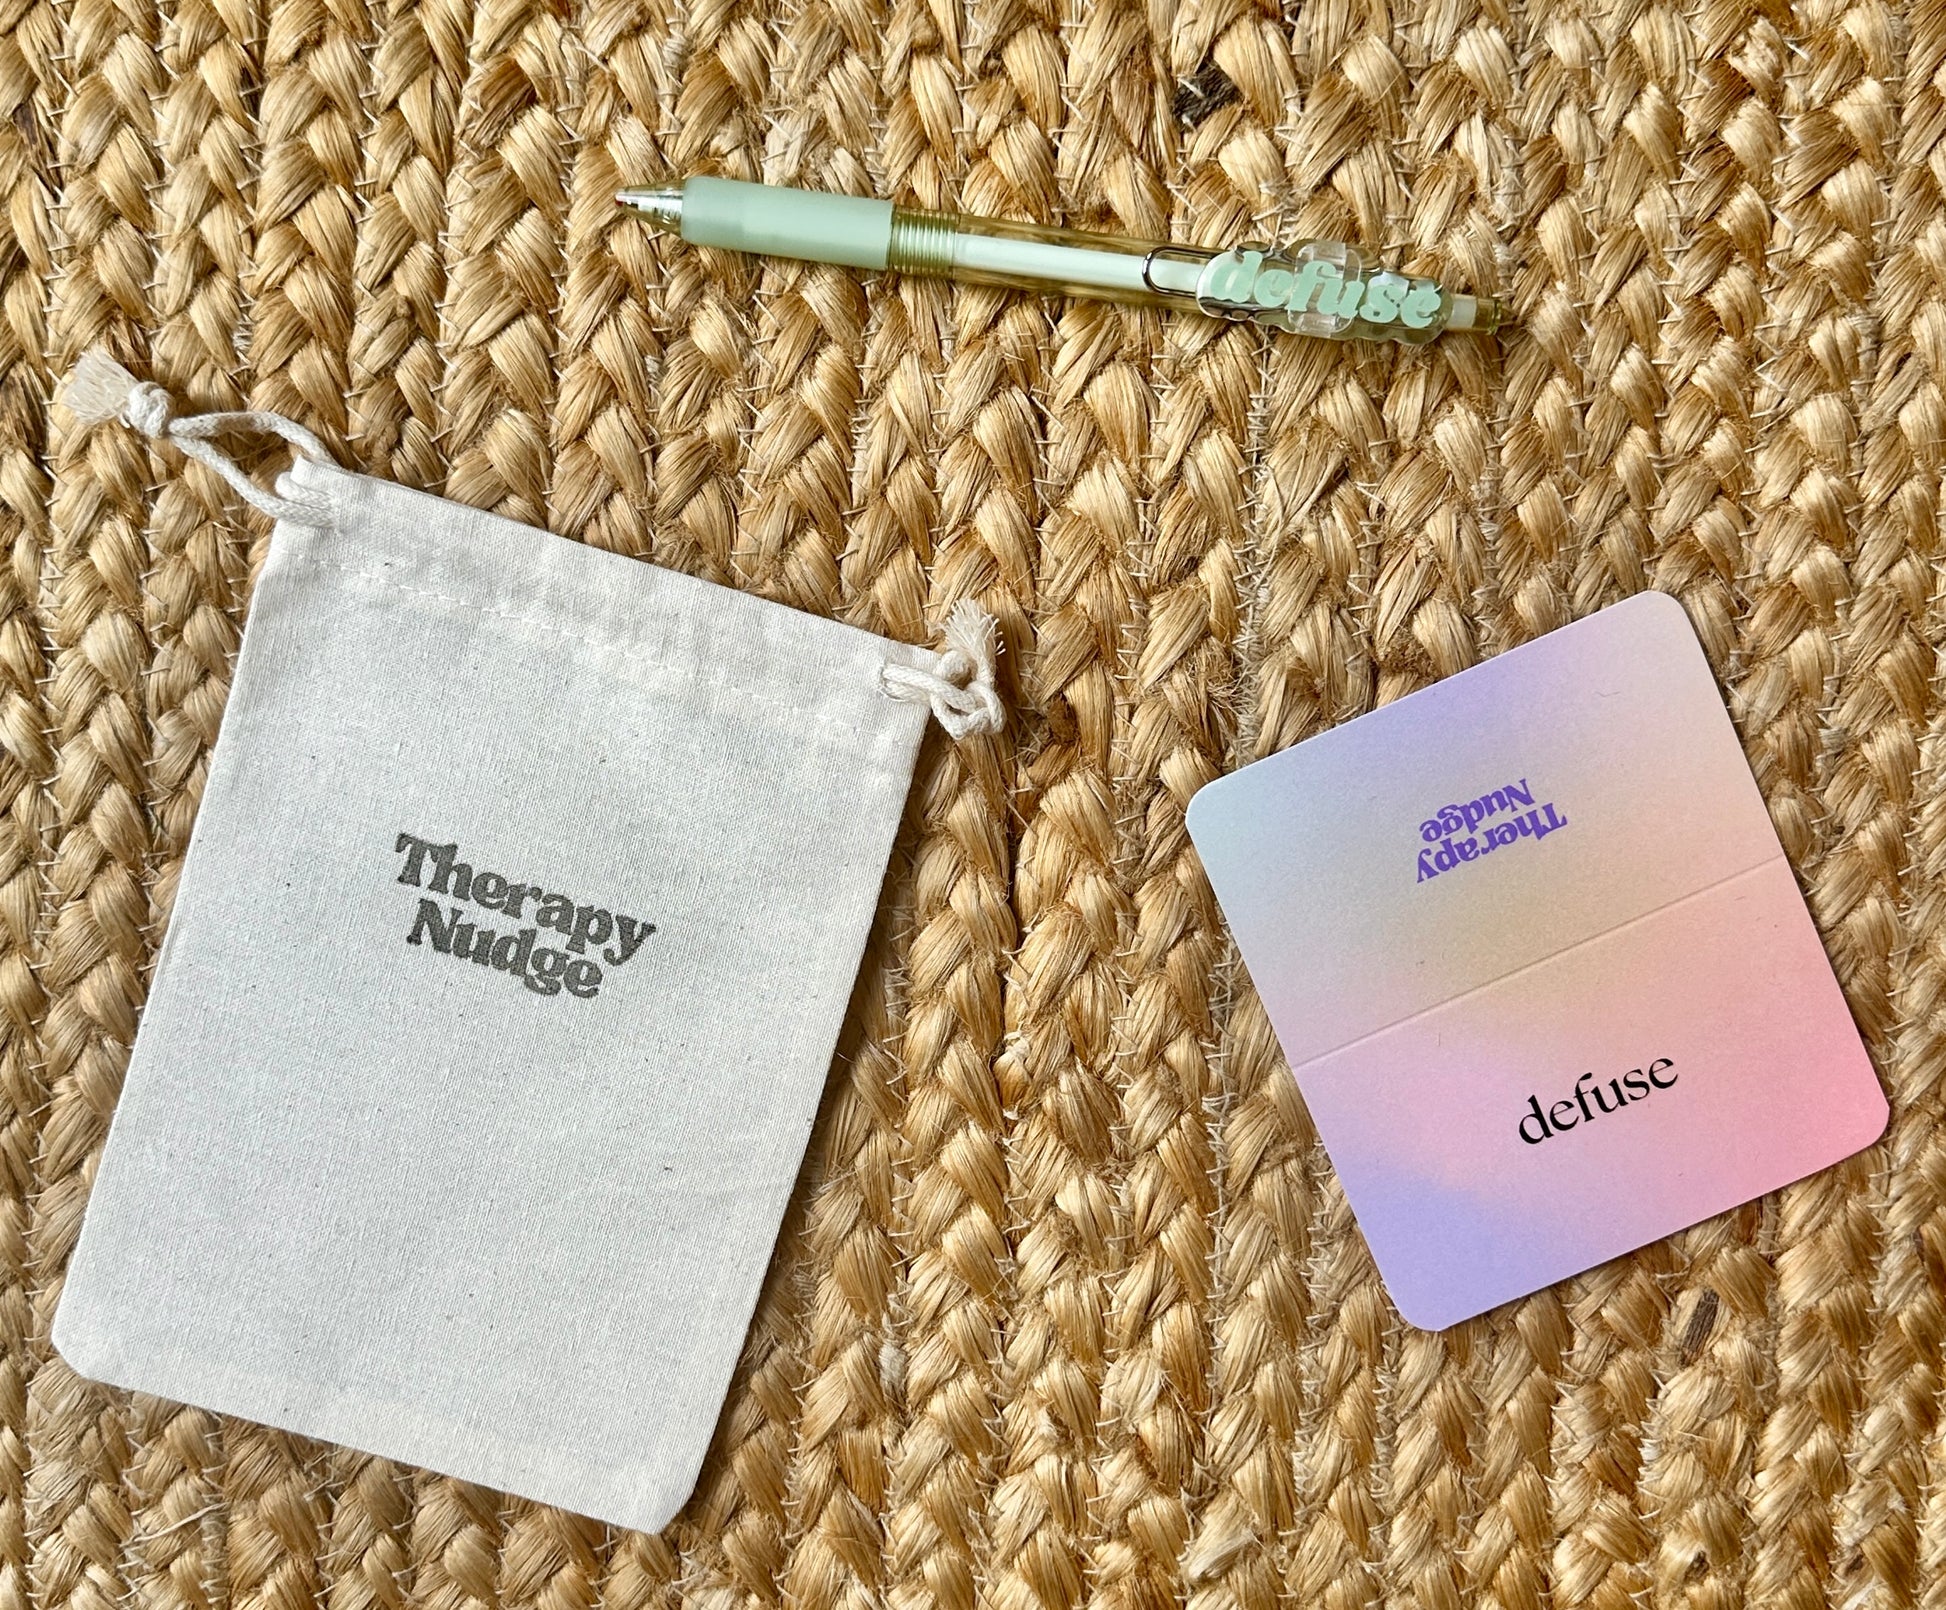 defuse
Therapy
Nudge
Therapy
Nudge
defuse